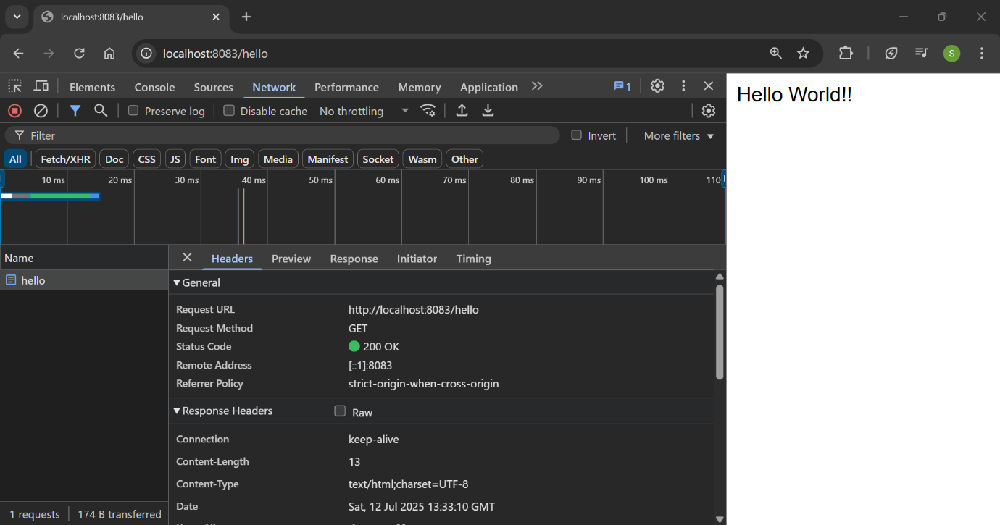 localhost:8083/hello
localhost:8083/hello
S
Elements Console Sources Network Performance Memory Application 1
Preserve log Disable cache No throttling
Filter Invert More filters
All Fetch/XHR Doc CSS JS Font Img Media Manifest Socket Wasm Other
10 ms 20 ms 30 ms 40 ms 50 ms 60 ms 70 ms 80 ms 90 ms 100 ms 110
Name
hello
1 requests 174 B transferred
Headers Preview Response Initiator Timing
General
Request URL http://localhost:8083/hello
Request Method GET
Status Code 200 OK
Remote Address [::1]:8083
Referrer Policy strict-origin-when-cross-origin
Response Headers Raw
Connection keep-alive
Content-Length 13
Content-Type text/html;charset=UTF-8
Date Sat, 12 Jul 2025 13:33:10 GMT
Hello World!!